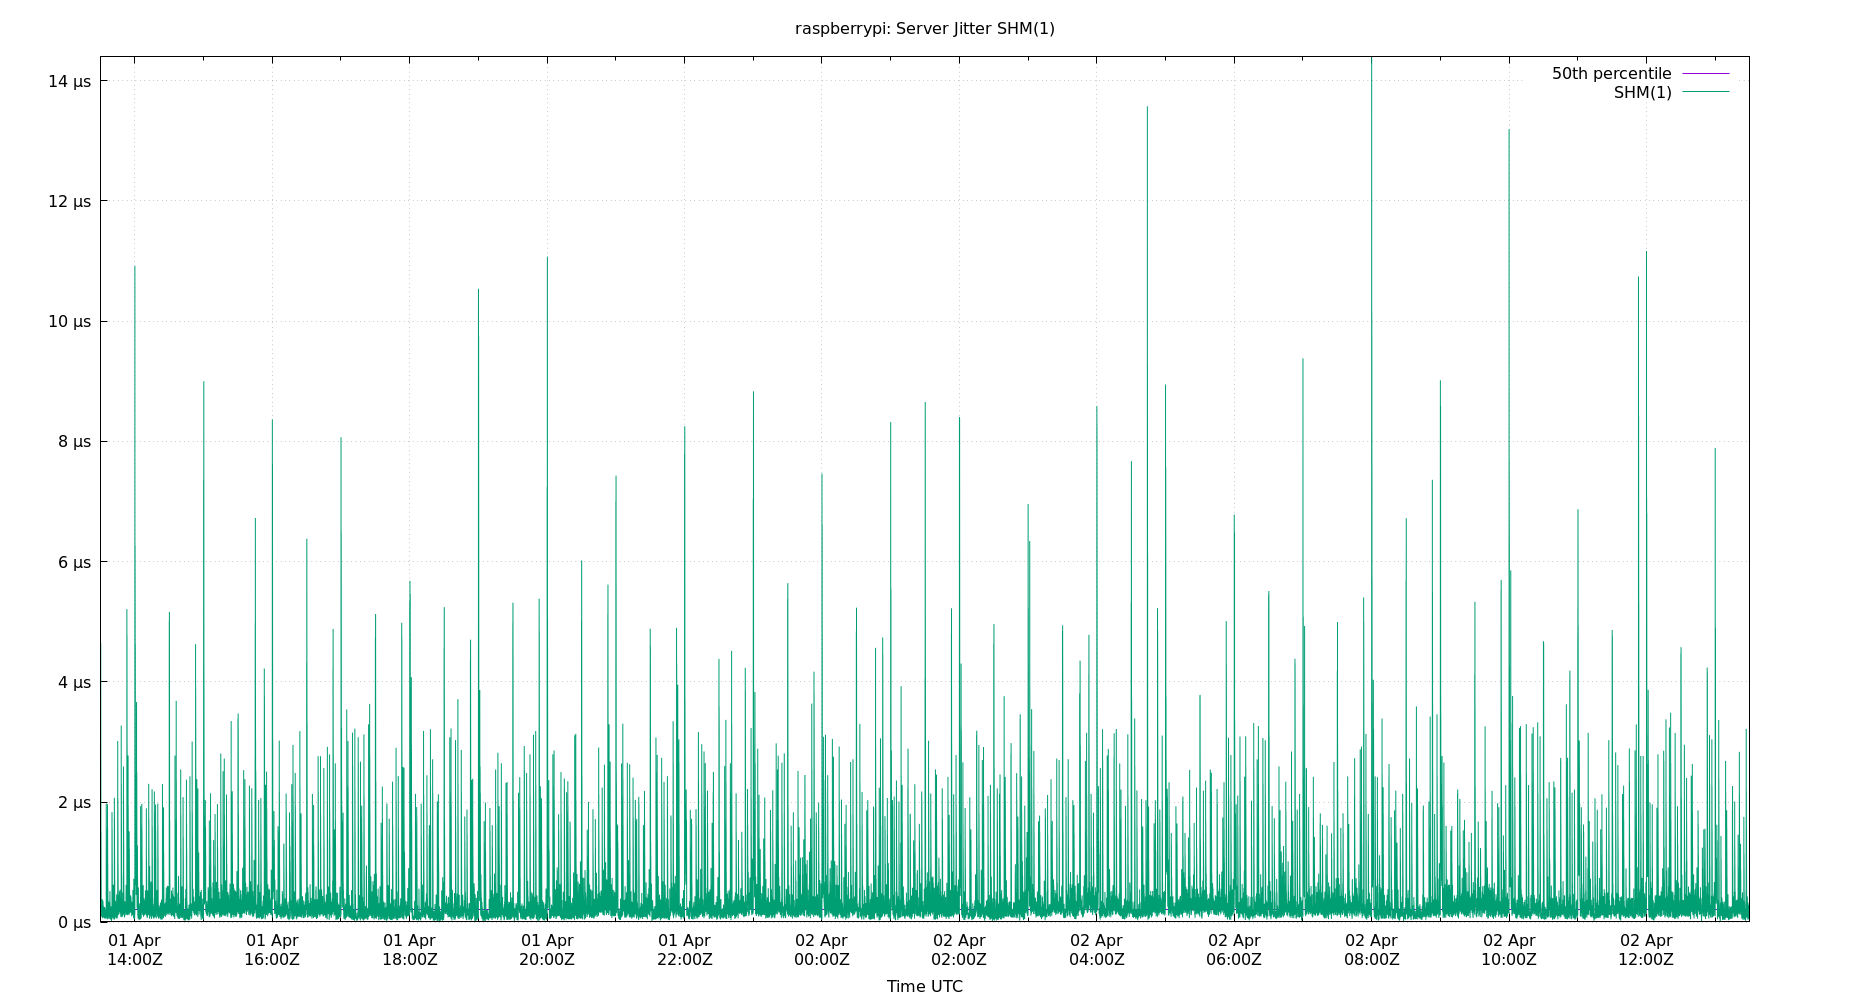 raspberrypi: Server Jitter SHM(1)
50th percentile
SHM(1)
14 µs
12 µs
10 µs
8 µs
6 µs
4 µs
2 µs
0 µs
01 Apr 01 Apr 01 Apr 01 Apr 01 Apr 02 Apr 02 Apr 02 Apr 02 Apr 02 Apr 02 Apr 02 Apr
14:00Z 16:00Z 18:00Z 20:00Z 22:00Z 00:00Z 02:00Z 04:00Z 06:00Z 08:00Z 10:00Z 12:00Z
Time UTC